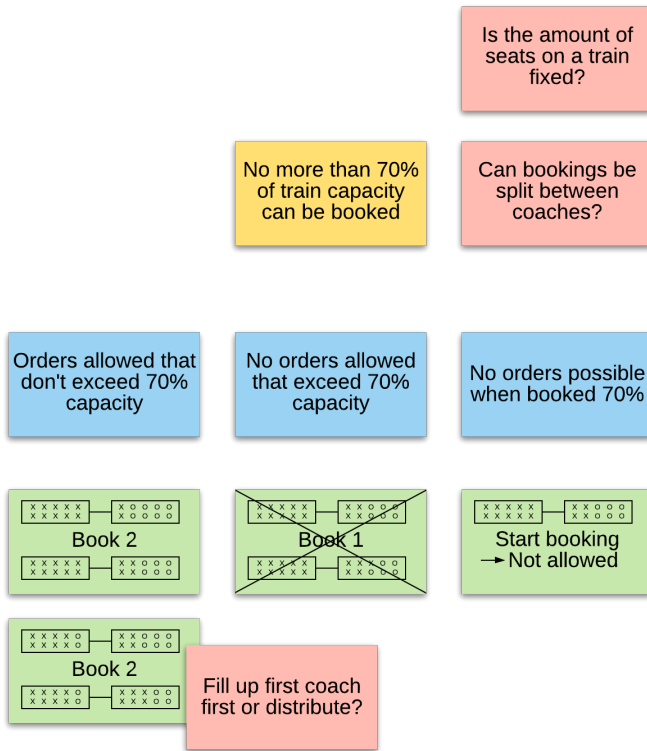 Is the amount of
seats on a train
fixed?
No more than 70%
of train capacity
can be booked
Can bookings be
split between
coaches?
Orders allowed that
don't exceed 70%
capacity
No orders allowed
that exceed 70%
capacity
No orders possible
when booked 70%
x x x x x x o o o o
x x x x x x o o o o
Book 2
x x x x x x x o o o
x x x x x x x o o o
x x x x x x x o o o
x x x x x x x o o o
Book 1
x x x x x
x x x x x
x x x x x x x o o o
x x x x x x x o o o
Start booking
→ Not allowed
x x x x o x x o o o
x x x x o x x o o o
Book 2
x x x x o
x x x x o
Fill up first coach
first or distribute?